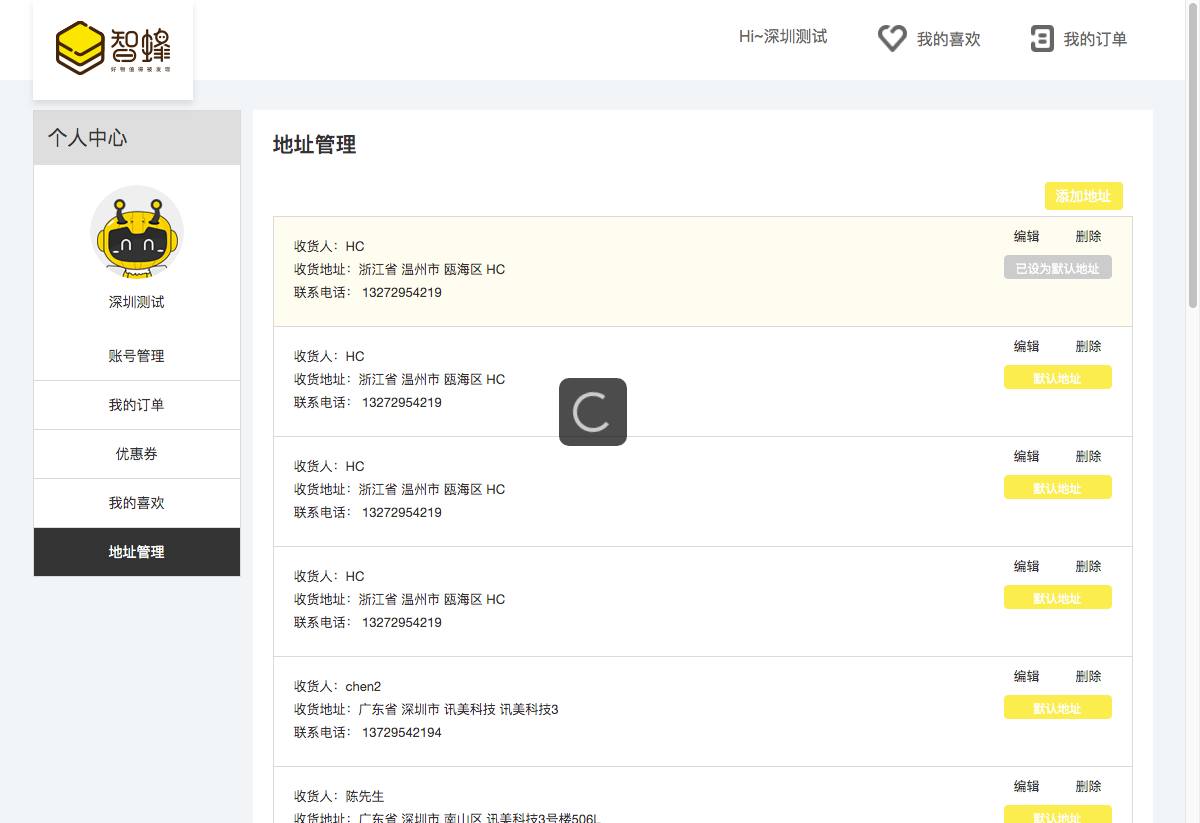 智蜂
好物值得被发现
Hi~深圳测试
我的喜欢
我的订单
个人中心
深圳测试
账号管理
我的订单
优惠券
我的喜欢
地址管理
地址管理
添加地址
收货人：HC
收货地址：浙江省 温州市 瓯海区 HC
联系电话： 13272954219
编辑 删除
已设为默认地址
收货人：HC
收货地址：浙江省 温州市 瓯海区 HC
联系电话： 13272954219
编辑 删除
默认地址
收货人：HC
收货地址：浙江省 温州市 瓯海区 HC
联系电话： 13272954219
编辑 删除
默认地址
收货人：HC
收货地址：浙江省 温州市 瓯海区 HC
联系电话： 13272954219
编辑 删除
默认地址
收货人：chen2
收货地址：广东省 深圳市 讯美科技 讯美科技3
联系电话： 13729542194
编辑 删除
默认地址
收货人：陈先生
收货地址：广东省 深圳市 南山区 讯美科技3号楼506L
编辑 删除
默认地址